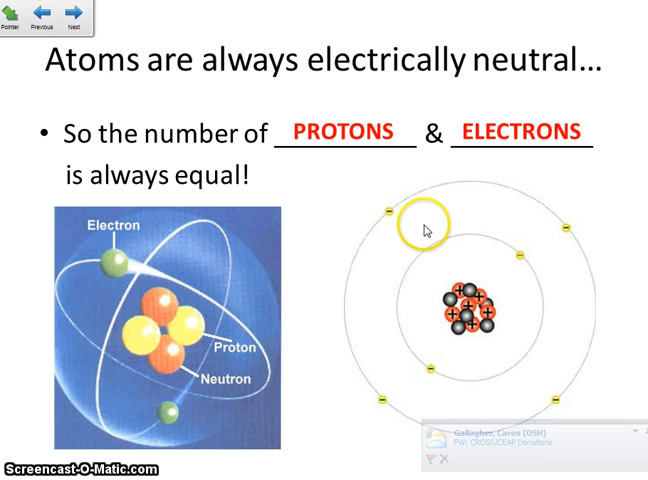 Pointer Previous Next
Atoms are always electrically neutral...
• So the number of PROTONS & ELECTRONS
is always equal!
Electron
Proton
Neutron
Gallagher, Caren (OSH)
FW: CROSS/CEAP Donations
Screencast-O-Matic.com